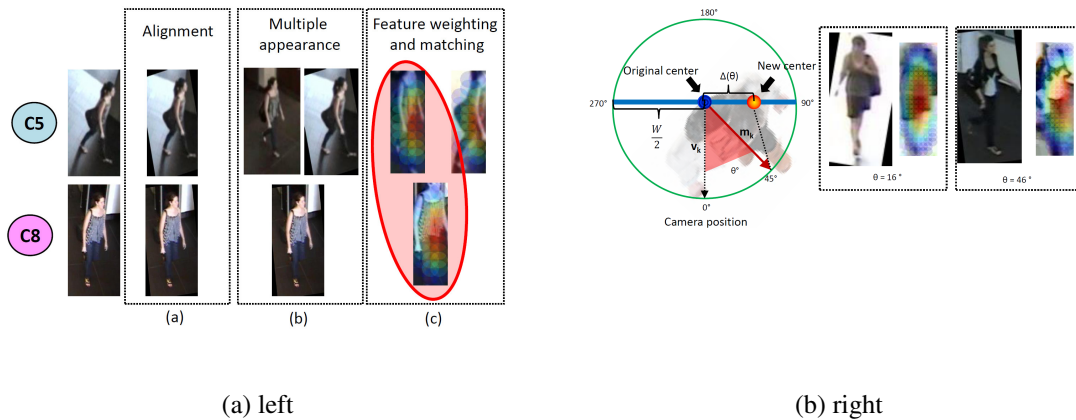 Alignment
Multiple
appearance
Feature weighting
and matching
C5
C8
(a)
(b)
(c)
180°
Original center
Δ(θ)
New center
270°
90°
W
2
m_k
v_k
θ°
45°
0°
Camera position
θ = 16 °
θ = 46 °
(a) left
(b) right